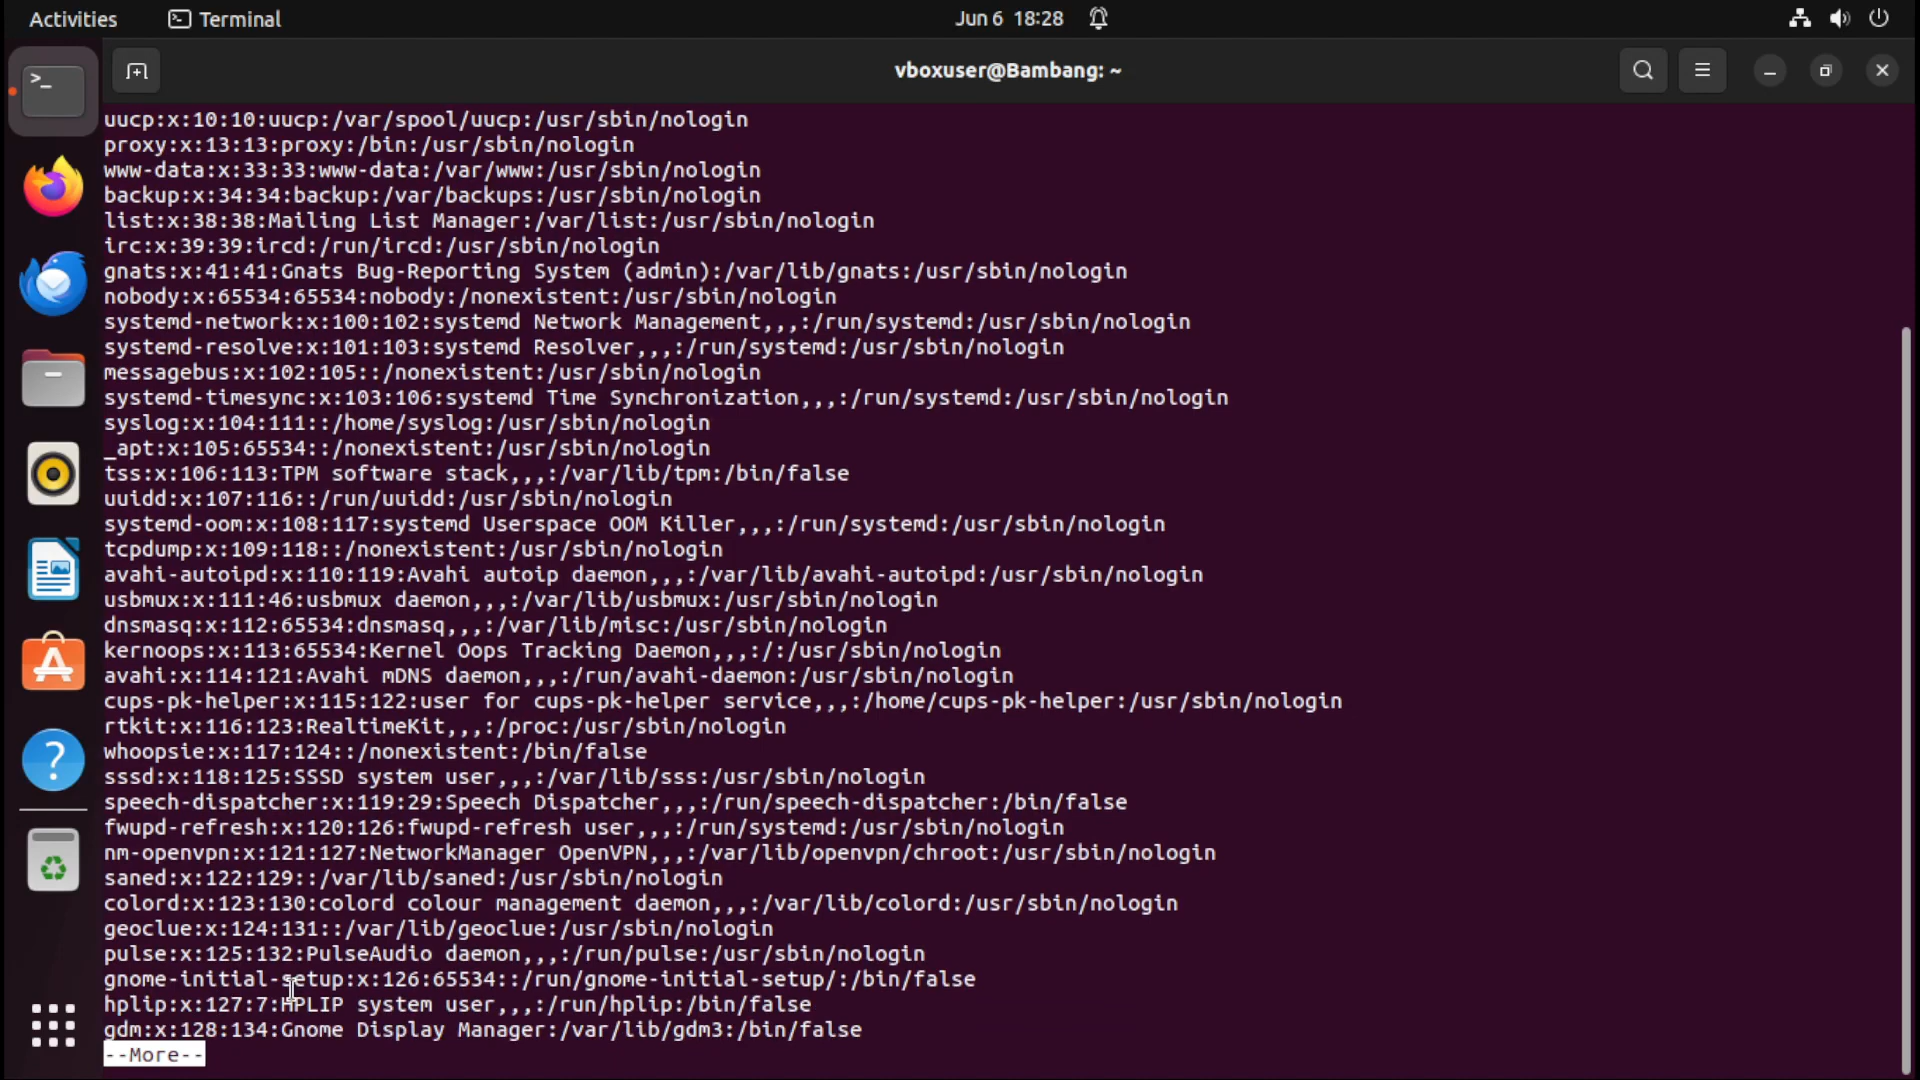 Activities
Terminal
Jun 6 18:28
vboxuser@Bambang: ~
uucp:x:10:10:uucp:/var/spool/uucp:/usr/sbin/nologin
proxy:x:13:13:proxy:/bin:/usr/sbin/nologin
www-data:x:33:33:www-data:/var/www:/usr/sbin/nologin
backup:x:34:34:backup:/var/backups:/usr/sbin/nologin
list:x:38:38:Mailing List Manager:/var/list:/usr/sbin/nologin
irc:x:39:39:ircd:/run/ircd:/usr/sbin/nologin
gnats:x:41:41:Gnats Bug-Reporting System (admin):/var/lib/gnats:/usr/sbin/nologin
nobody:x:65534:65534:nobody:/nonexistent:/usr/sbin/nologin
systemd-network:x:100:102:systemd Network Management,,,:/run/systemd:/usr/sbin/nologin
systemd-resolve:x:101:103:systemd Resolver,,,:/run/systemd:/usr/sbin/nologin
messagebus:x:102:105::/nonexistent:/usr/sbin/nologin
systemd-timesync:x:103:106:systemd Time Synchronization,,,:/run/systemd:/usr/sbin/nologin
syslog:x:104:111::/home/syslog:/usr/sbin/nologin
_apt:x:105:65534::/nonexistent:/usr/sbin/nologin
tss:x:106:113:TPM software stack,,,:/var/lib/tpm:/bin/false
uuidd:x:107:116::/run/uuidd:/usr/sbin/nologin
systemd-oom:x:108:117:systemd Userspace OOM Killer,,,:/run/systemd:/usr/sbin/nologin
tcpdump:x:109:118::/nonexistent:/usr/sbin/nologin
avahi-autoipd:x:110:119:Avahi autoip daemon,,,:/var/lib/avahi-autoipd:/usr/sbin/nologin
usbmux:x:111:46:usbmux daemon,,,:/var/lib/usbmux:/usr/sbin/nologin
dnsmasq:x:112:65534:dnsmasq,,,:/var/lib/misc:/usr/sbin/nologin
kernoops:x:113:65534:Kernel Oops Tracking Daemon,,,:/:/usr/sbin/nologin
avahi:x:114:121:Avahi mDNS daemon,,,:/run/avahi-daemon:/usr/sbin/nologin
cups-pk-helper:x:115:122:user for cups-pk-helper service,,,:/home/cups-pk-helper:/usr/sbin/nologin
rtkit:x:116:123:RealtimeKit,,,:/proc:/usr/sbin/nologin
whoopsie:x:117:124::/nonexistent:/bin/false
sssd:x:118:125:SSSD system user,,,:/var/lib/sss:/usr/sbin/nologin
speech-dispatcher:x:119:29:Speech Dispatcher,,,:/run/speech-dispatcher:/bin/false
fwupd-refresh:x:120:126:fwupd-refresh user,,,:/run/systemd:/usr/sbin/nologin
nm-openvpn:x:121:127:NetworkManager OpenVPN,,,:/var/lib/openvpn/chroot:/usr/sbin/nologin
saned:x:122:129::/var/lib/saned:/usr/sbin/nologin
colord:x:123:130:colord colour management daemon,,,:/var/lib/colord:/usr/sbin/nologin
geoclue:x:124:131::/var/lib/geoclue:/usr/sbin/nologin
pulse:x:125:132:PulseAudio daemon,,,:/run/pulse:/usr/sbin/nologin
gnome-initial-setup:x:126:65534::/run/gnome-initial-setup/:/bin/false
hplip:x:127:7:HPLIP system user,,,:/run/hplip:/bin/false
gdm:x:128:134:Gnome Display Manager:/var/lib/gdm3:/bin/false
--More--